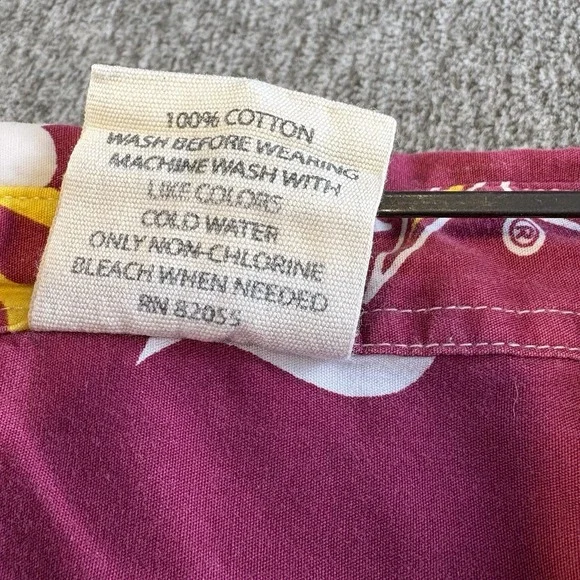 100% COTTON
WASH BEFORE WEARING
MACHINE WASH WITH
LIKE COLORS
COLD WATER
ONLY NON-CHLORINE
BLEACH WHEN NEEDED
RN 82055
®